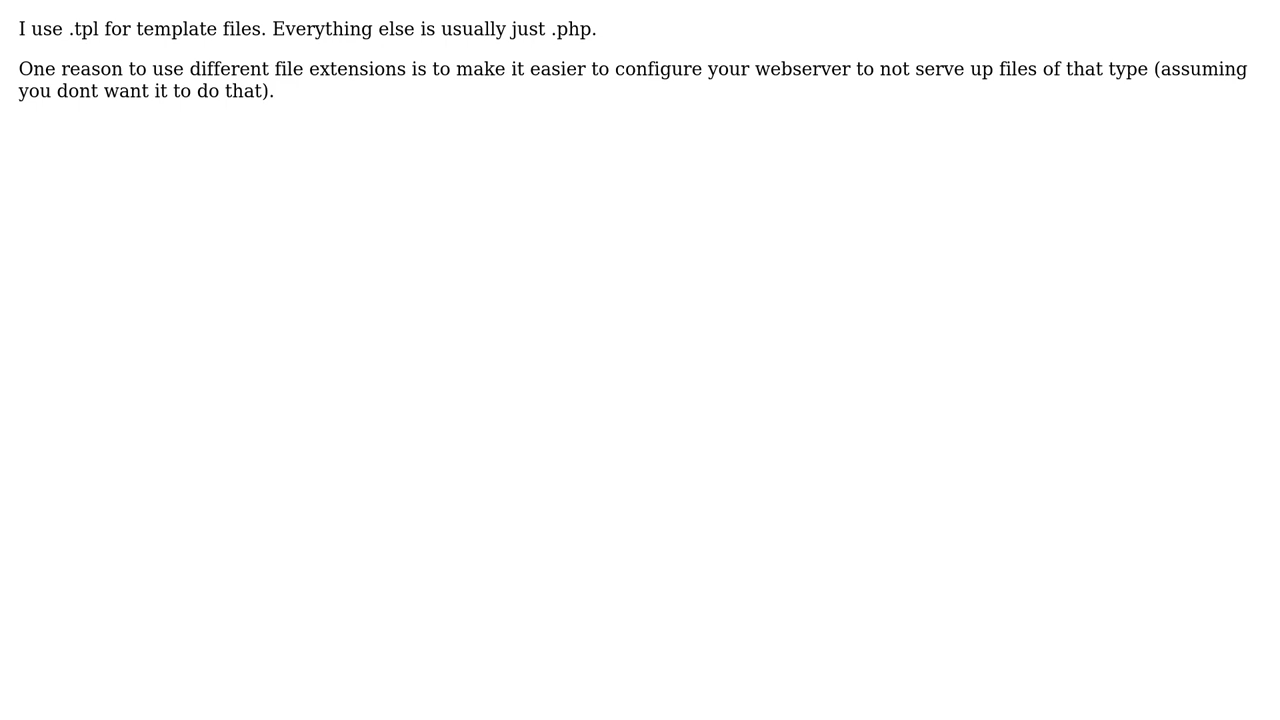 I use .tpl for template files. Everything else is usually just .php.
One reason to use different file extensions is to make it easier to configure your webserver to not serve up files of that type (assuming
you dont want it to do that).